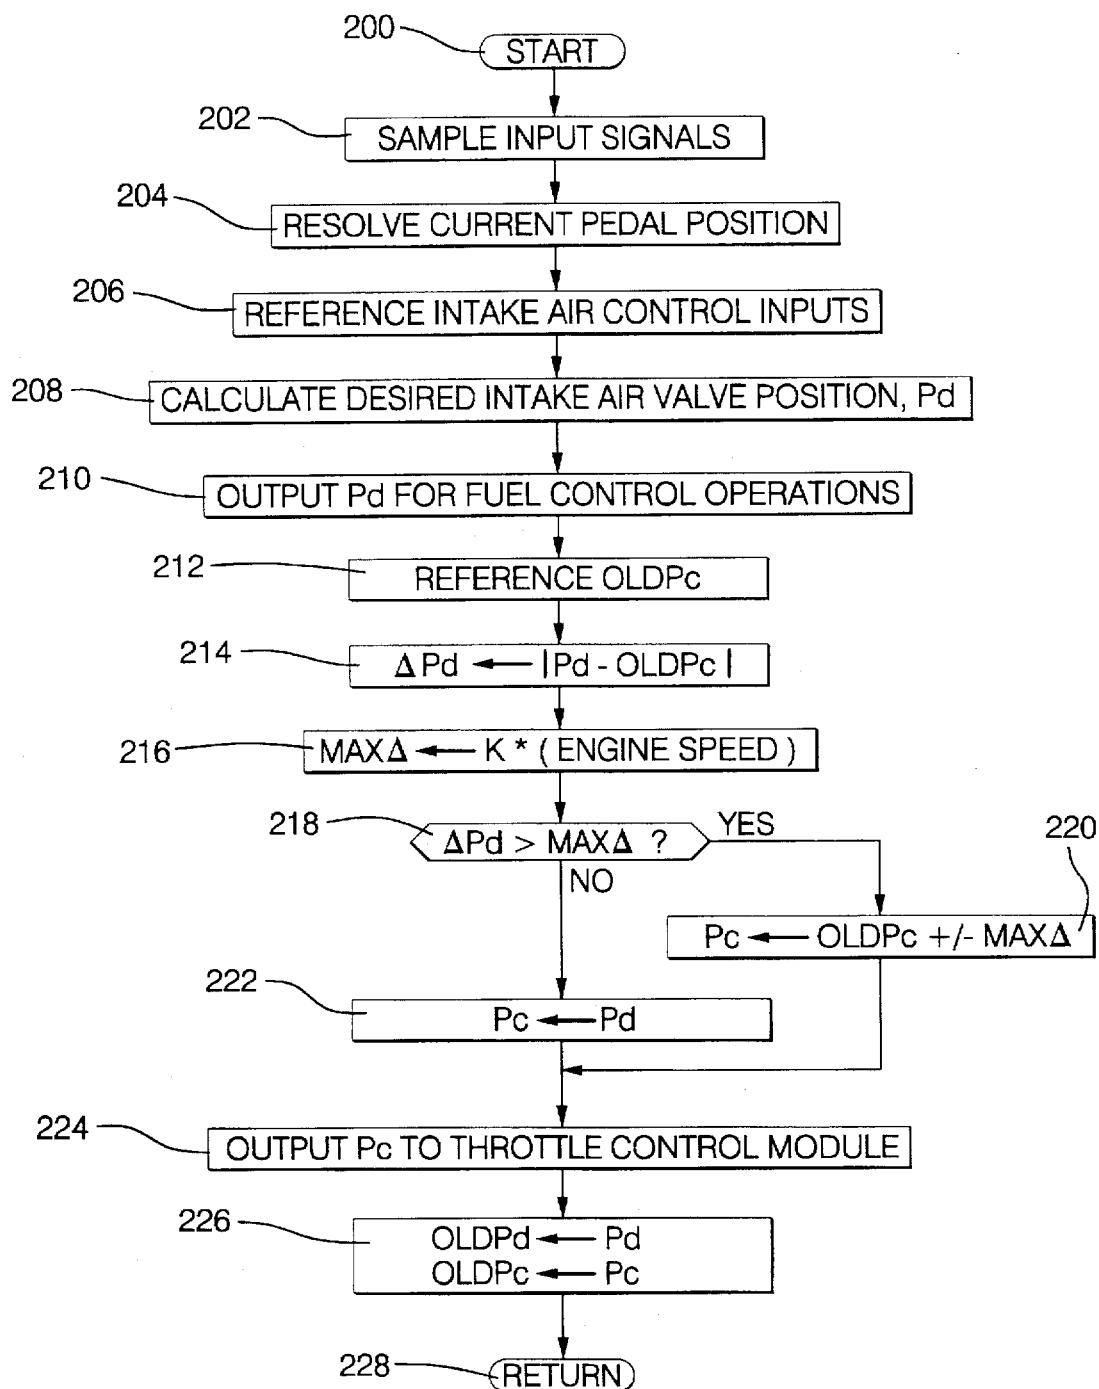 200
START
202
SAMPLE INPUT SIGNALS
204
RESOLVE CURRENT PEDAL POSITION
206
REFERENCE INTAKE AIR CONTROL INPUTS
208
CALCULATE DESIRED INTAKE AIR VALVE POSITION, Pd
210
OUTPUT Pd FOR FUEL CONTROL OPERATIONS
212
REFERENCE OLDPc
214
Δ Pd ← |Pd - OLDPc |
216
MAXΔ ← K * ( ENGINE SPEED )
218
ΔPd > MAXΔ ?
YES
NO
220
Pc ← OLDPc +/- MAXΔ
222
Pc ← Pd
224
OUTPUT Pc TO THROTTLE CONTROL MODULE
226
OLDPd ← Pd
OLDPc ← Pc
228
RETURN